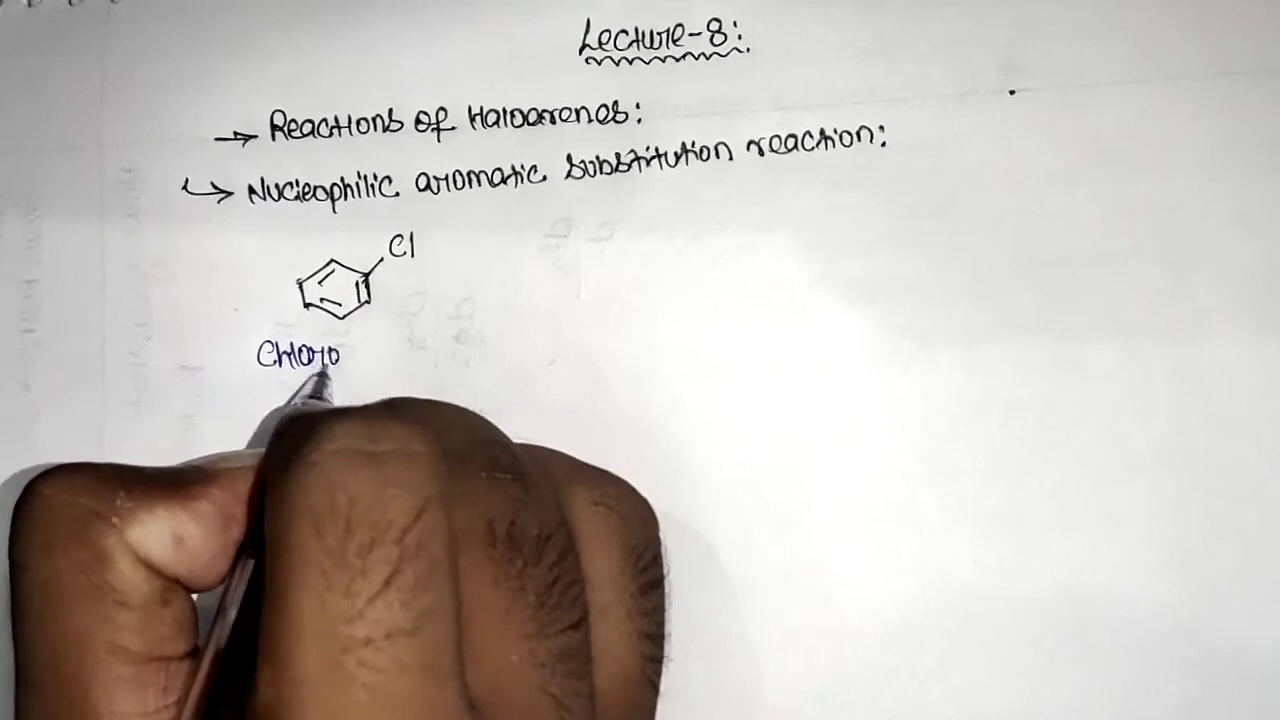 Lecture-8:
→ Reactions of Haloarenes:
↳ Nucleophilic aromatic substitution reaction:
Cl
Chloro